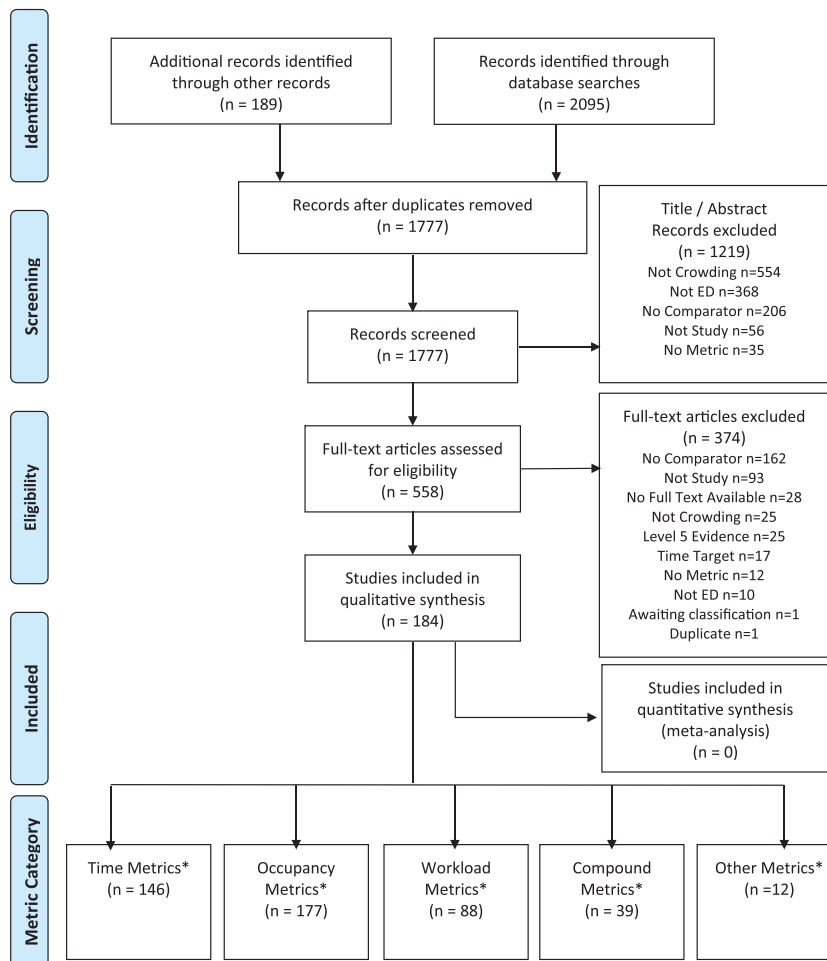 Identification
Additional records identified
through other records
(n = 189)
Records identified through
database searches
(n = 2095)
Records after duplicates removed
(n = 1777)
Screening
Title / Abstract
Records excluded
(n = 1219)
Not Crowding n=554
Not ED n=368
No Comparator n=206
Not Study n=56
No Metric n=35
Records screened
(n = 1777)
Eligibility
Full-text articles assessed
for eligibility
(n = 558)
Full-text articles excluded
(n = 374)
No Comparator n=162
Not Study n=93
No Full Text Available n=28
Not Crowding n=25
Level 5 Evidence n=25
Time Target n=17
No Metric n=12
Not ED n=10
Awaiting classification n=1
Duplicate n=1
Studies included in
qualitative synthesis
(n = 184)
Included
Studies included in
quantitative synthesis
(meta-analysis)
(n = 0)
Metric Category
Time Metrics*
(n = 146)
Occupancy
Metrics*
(n = 177)
Workload
Metrics*
(n = 88)
Compound
Metrics*
(n = 39)
Other Metrics*
(n =12)